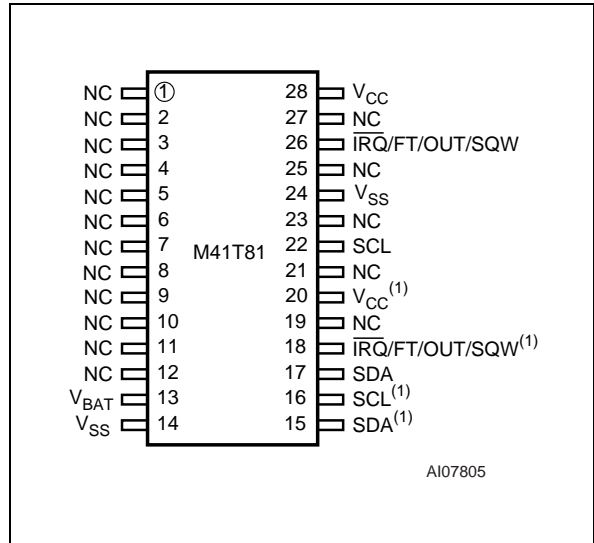 NC 1 28 VCC
NC 2 27 NC
NC 3 26 IRQ/FT/OUT/SQW
NC 4 25 NC
NC 5 24 VSS
NC 6 23 NC
NC 7 M41T81 22 SCL
NC 8 21 NC
NC 9 20 VCC(1)
NC 10 19 NC
NC 11 18 IRQ/FT/OUT/SQW(1)
NC 12 17 SDA
VBAT 13 16 SCL(1)
VSS 14 15 SDA(1)
AI07805